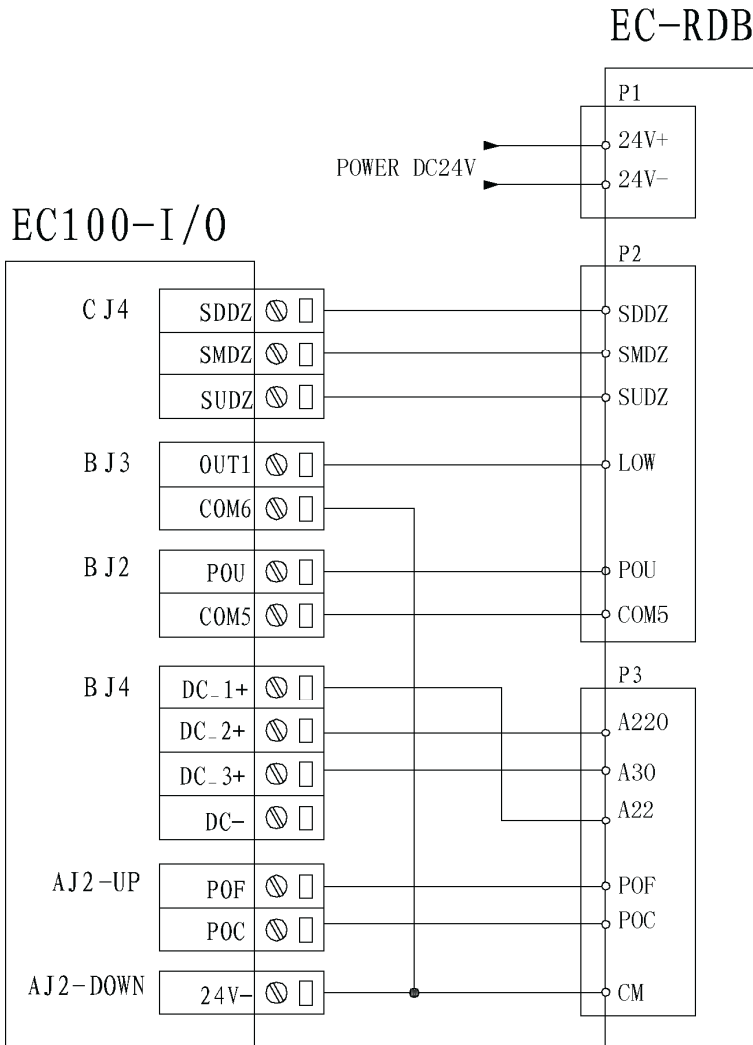 EC-RDB
P1
24V+
POWER DC24V
24V-
EC100-I/O
P2
CJ4
SDDZ
SDDZ
SMDZ
SMDZ
SUDZ
SUDZ
BJ3
OUT1
LOW
COM6
BJ2
POU
POU
COM5
COM5
P3
BJ4
DC_1+
DC_2+
A220
DC_3+
A30
DC-
A22
AJ2-UP
POF
POF
POC
POC
AJ2-DOWN
24V-
CM